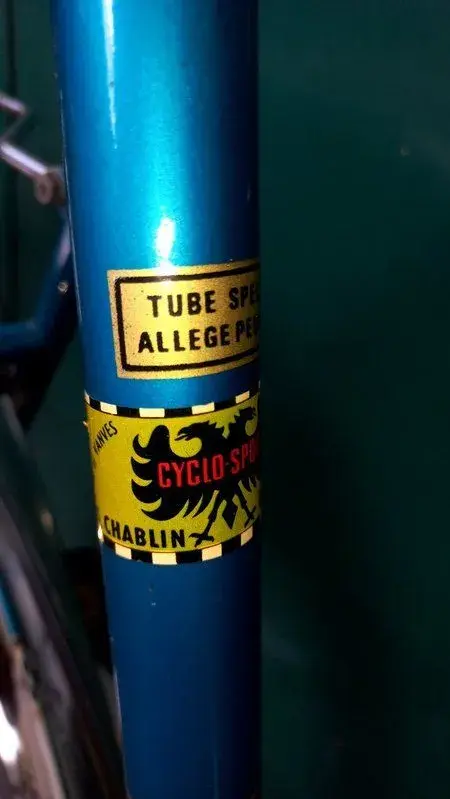 TUBE SPE
ALLEGE PE
VANVES
CYCLO-SPO
CHABLIN